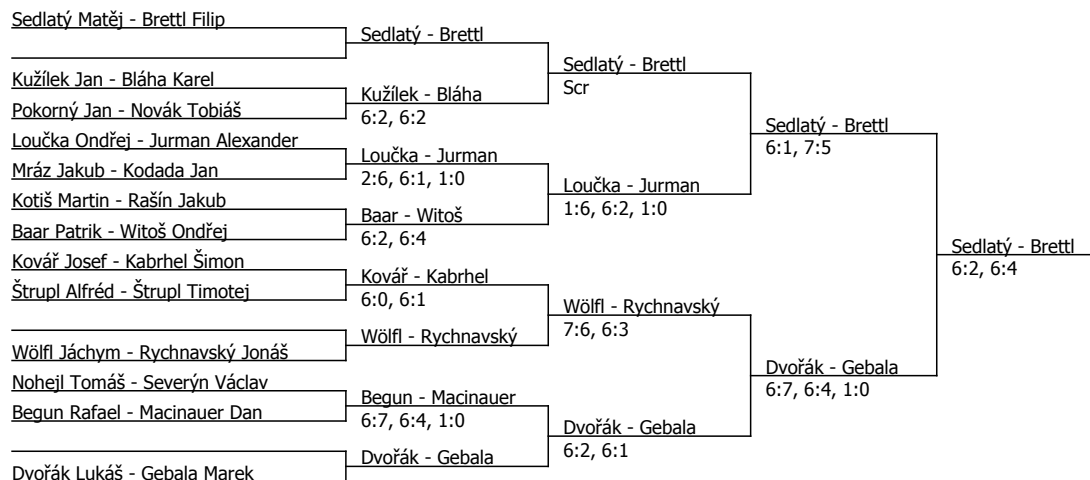 Sedlatý Matěj - Brettl Filip
Sedlatý - Brettl
Sedlatý - Brettl
Scr
Kužílek Jan - Bláha Karel
Kužílek - Bláha
6:2, 6:2
Pokorný Jan - Novák Tobiáš
Sedlatý - Brettl
6:1, 7:5
Loučka Ondřej - Jurman Alexander
Loučka - Jurman
2:6, 6:1, 1:0
Mráz Jakub - Kodada Jan
Loučka - Jurman
1:6, 6:2, 1:0
Kotiš Martin - Rašín Jakub
Baar - Witoš
6:2, 6:4
Baar Patrik - Witoš Ondřej
Sedlatý - Brettl
6:2, 6:4
Kovář Josef - Kabrhel Šimon
Kovář - Kabrhel
6:0, 6:1
Štrupl Alfréd - Štrupl Timotej
Wölfl - Rychnavský
7:6, 6:3
Wölfl - Rychnavský
Wölfl Jáchym - Rychnavský Jonáš
Dvořák - Gebala
6:7, 6:4, 1:0
Nohejl Tomáš - Severýn Václav
Begun - Macinauer
6:7, 6:4, 1:0
Begun Rafael - Macinauer Dan
Dvořák - Gebala
6:2, 6:1
Dvořák - Gebala
Dvořák Lukáš - Gebala Marek